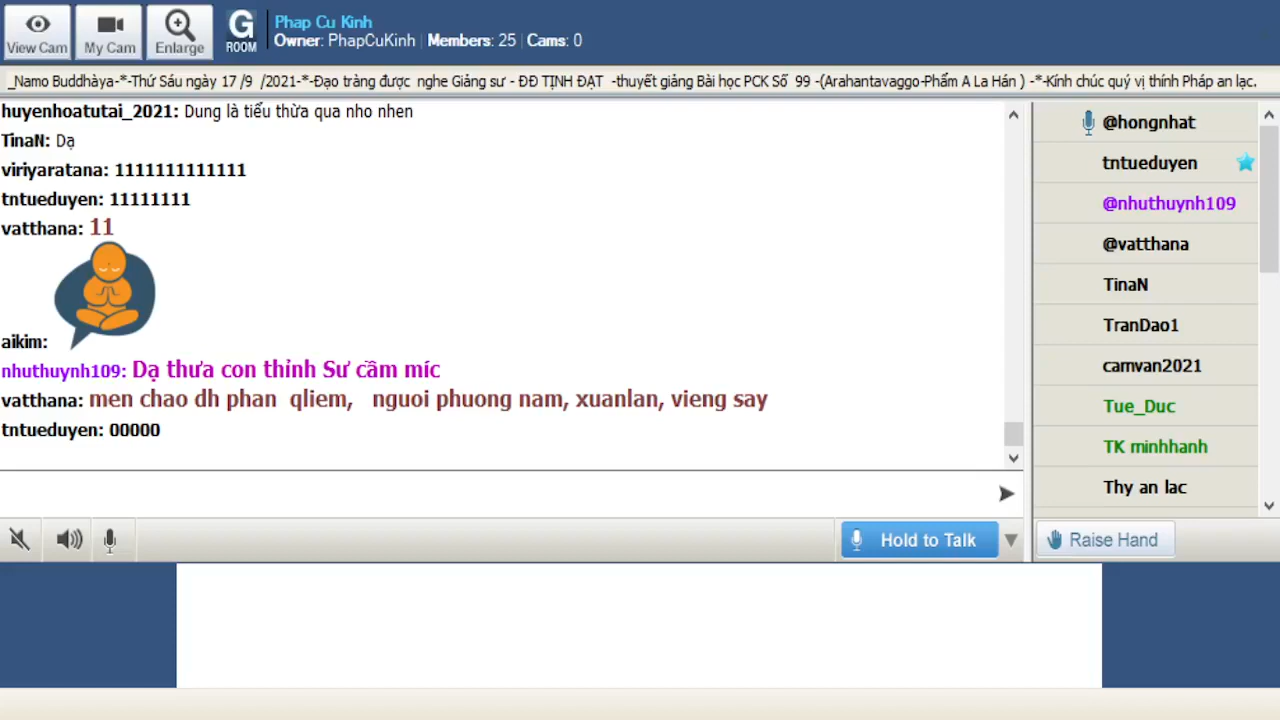 View Cam
My Cam
Enlarge
G
ROOM
Phap Cu Kinh
Owner: PhapCuKinh | Members: 25 | Cams: 0
_Namo Buddhàya-*-Thứ Sáu ngày 17 /9 /2021-*-Đạo tràng được nghe Giảng sư - ĐĐ TỊNH ĐẠT -thuyết giảng Bài học PCK Số 99 -(Arahantavaggo-Phẩm A La Hán ) -*-Kính chúc quý vị thính Pháp an lạc.
huyenhoatutai_2021: Dung là tiểu thừa qua nho nhen
TinaN: Dạ
viriyaratana: 1111111111111
tntueduyen: 11111111
vatthana: 11
aikim:
nhuthuynh109: Dạ thưa con thỉnh Sư cầm míc
vatthana: men chao dh phan qliem, nguoi phuong nam, xuanlan, vieng say
tntueduyen: 00000
@hongnhat
tntueduyen
@nhuthuynh109
@vatthana
TinaN
TranDao1
camvan2021
Tue_Duc
TK minhhanh
Thy an lac
Hold to Talk
Raise Hand